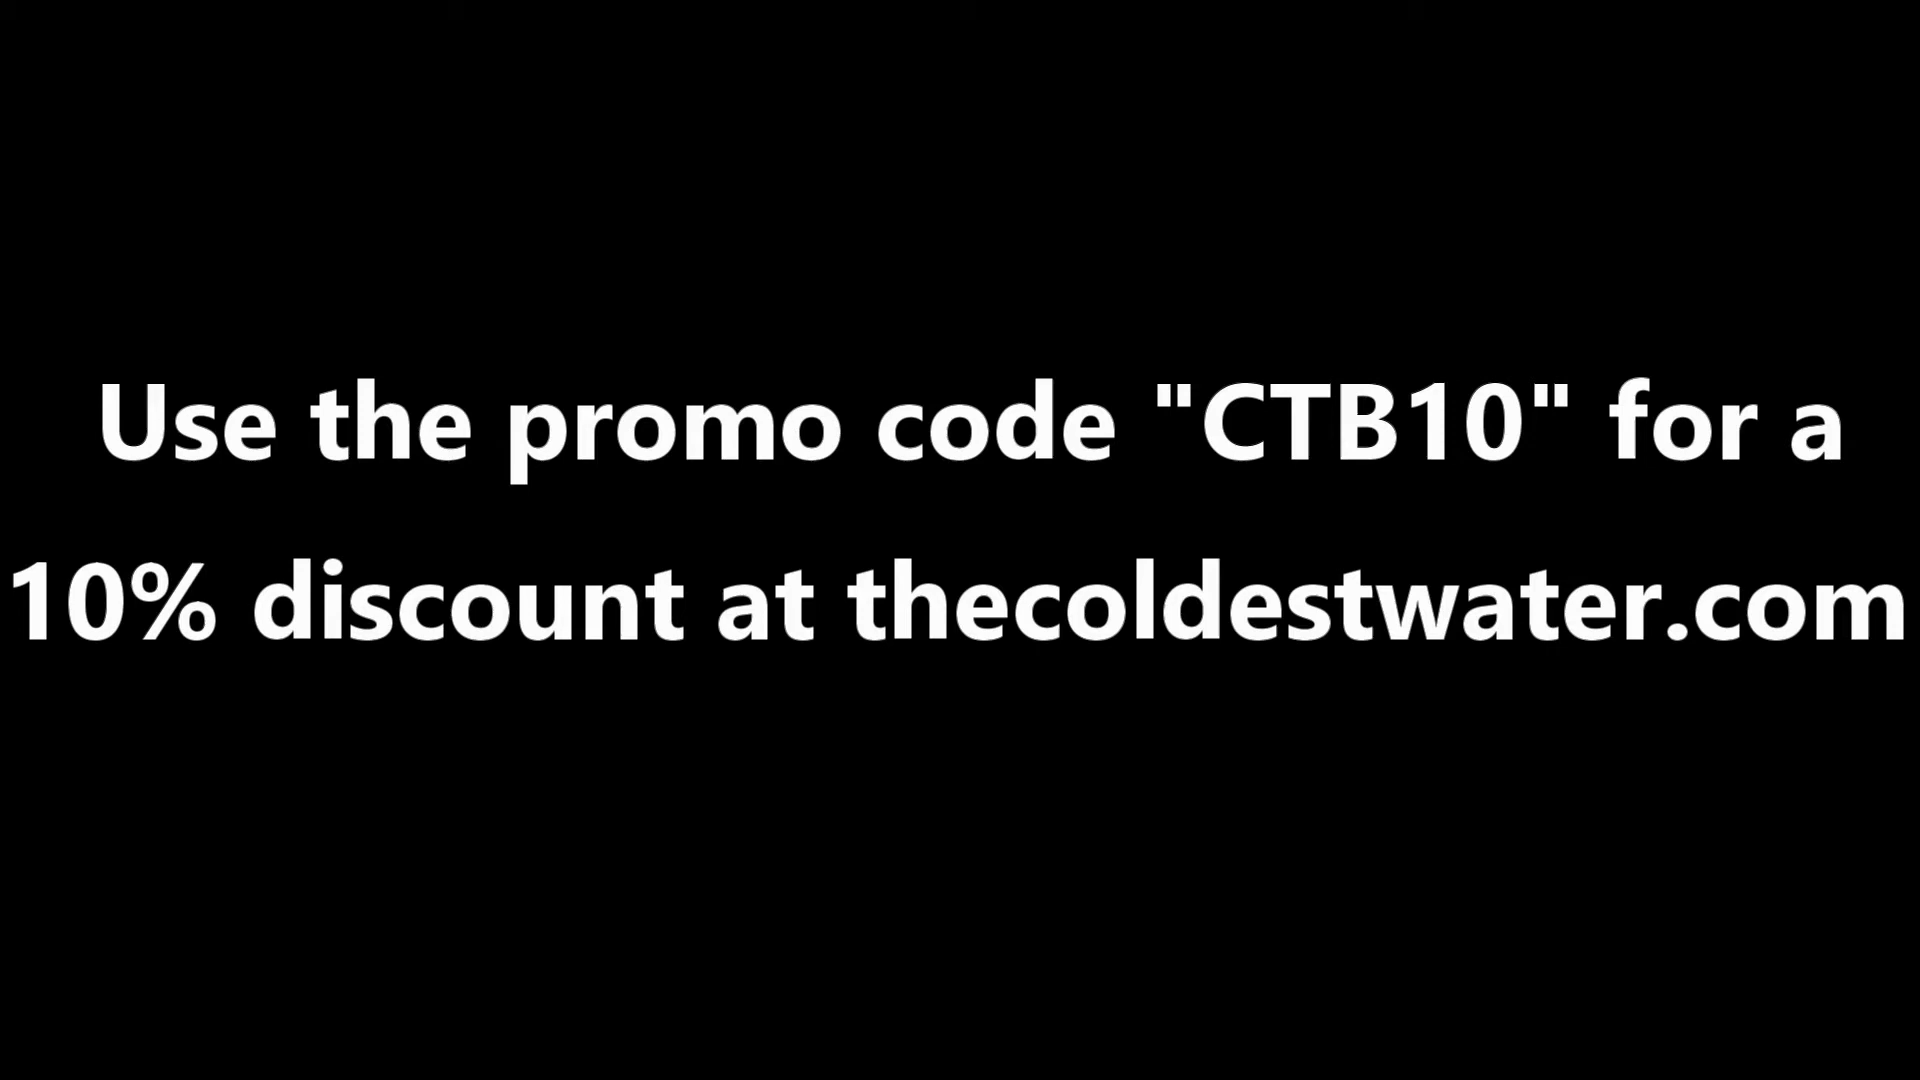 Use the promo code "CTB10" for a
10% discount at thecoldestwater.com